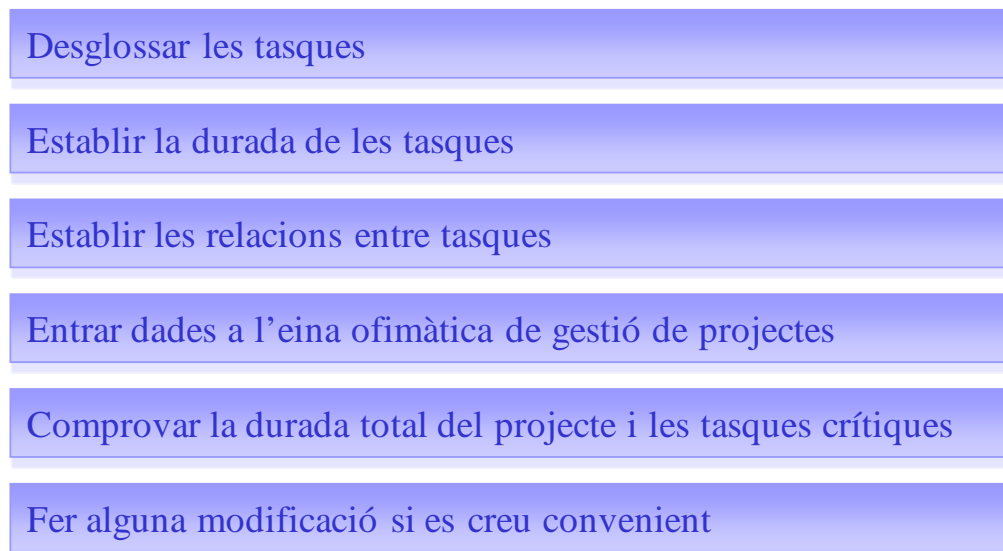 Desglossar les tasques
Establir la durada de les tasques
Establir les relacions entre tasques
Entrar dades a l’eina ofimàtica de gestió de projectes
Comprovar la durada total del projecte i les tasques crítiques
Fer alguna modificació si es creu convenient